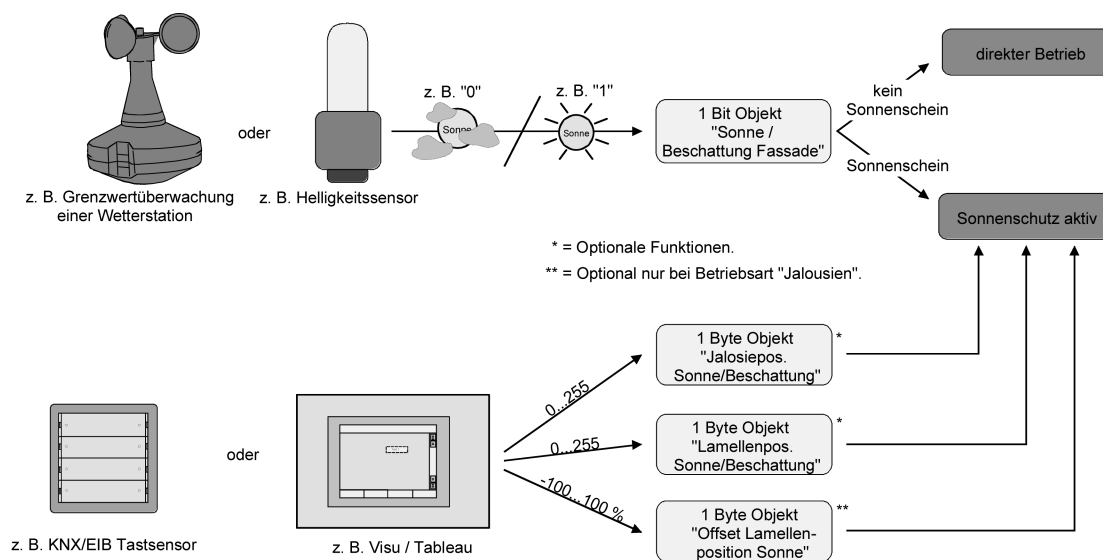 direkter Betrieb
z. B. "0"
z. B. "1"
kein
Sonnenschein
Sonne
Sonne
1 Bit Objekt
"Sonne /
Beschattung Fassade"
oder
Sonnenschein
z. B. Grenzwertüberwachung
einer Wetterstation
z. B. Helligkeitssensor
Sonnenschutz aktiv
* = Optionale Funktionen.
** = Optional nur bei Betriebsart "Jalousien".
1 Byte Objekt
"Jalosiepos.
Sonne/Beschattung"
*
0...255
1 Byte Objekt
"Lamellenpos.
Sonne/Beschattung"
*
0...255
oder
-100...100 %
1 Byte Objekt
"Offset Lamellen-
position Sonne"
**
z. B. KNX/EIB Tastsensor
z. B. Visu / Tableau